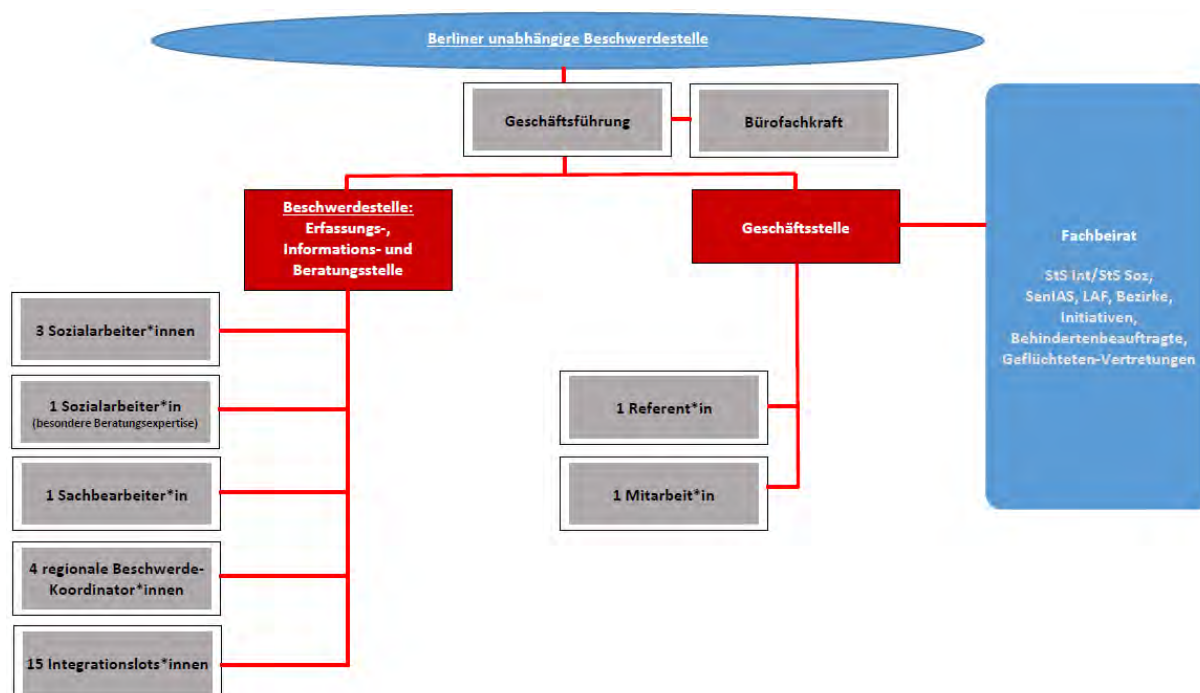 Berliner unabhängige Beschwerdestelle
Geschäftsführung
Bürofachkraft
Beschwerdestelle:
Erfassungs-,
Informations- und
Beratungsstelle
Geschäftsstelle
Fachbeirat
StS Int/StS Soz,
SenIAS, LAF, Bezirke,
Initiativen,
Behindertenbeauftragte,
Geflüchteten-Vertretungen
3 Sozialarbeiter*innen
1 Sozialarbeiter*in
(besondere Beratungsexpertise)
1 Sachbearbeiter*in
4 regionale Beschwerde-
Koordinator*innen
15 Integrationslots*innen
1 Referent*in
1 Mitarbeit*in